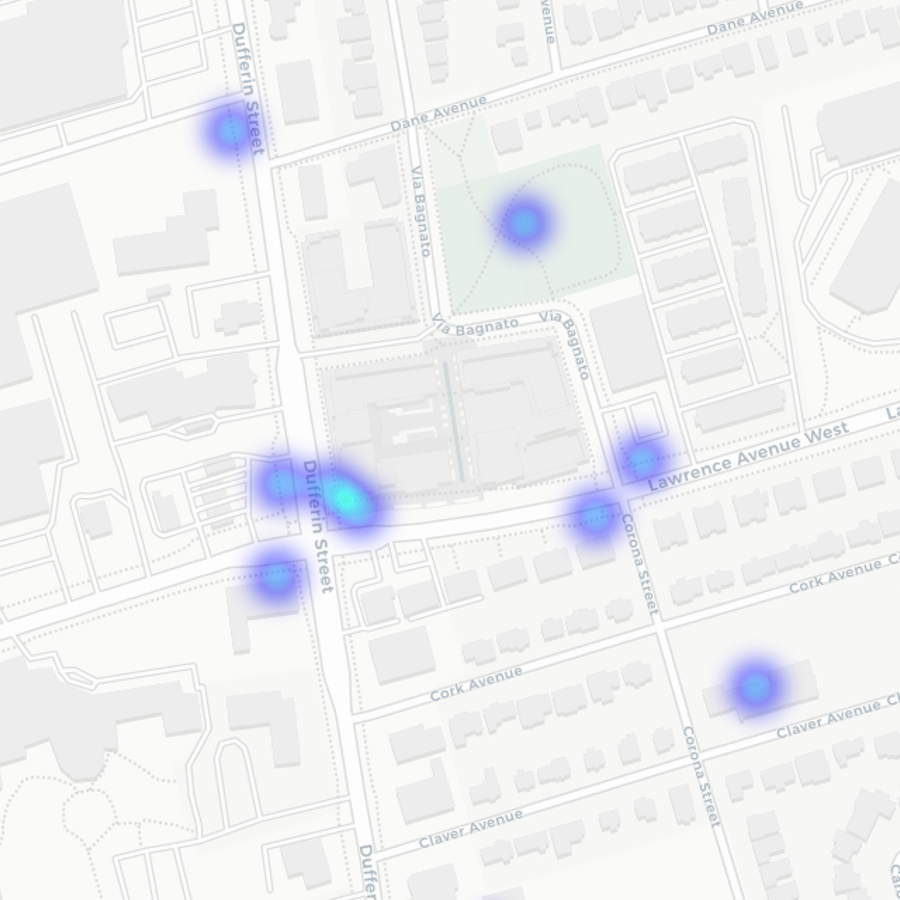 Dane Avenue
Dufferin Street
Dane Avenue
Via Bagnato
Via Bagnato
Via Bagnato
Lawrence Avenue West
Dufferin Street
Corona Street
Cork Avenue
Cork Avenue
Claver Avenue
Corona Street
Claver Avenue